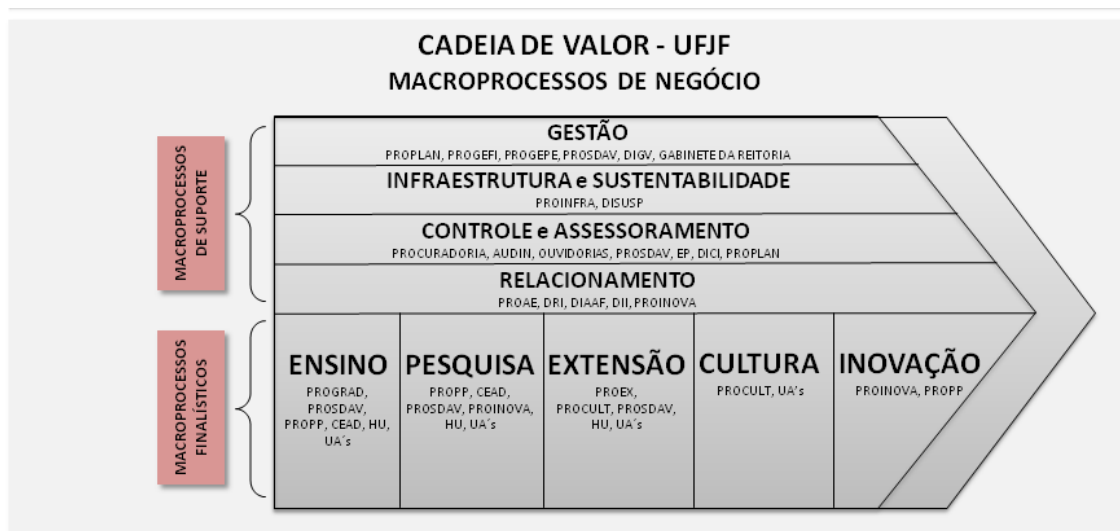 CADEIA DE VALOR - UFJF
MACROPROCESSOS DE NEGÓCIO
MACROPROCESSOS
DE SUPORTE
GESTÃO
PROPLAN, PROGEFI, PROGEPE, PROSDAV, DIGV, GABINETE DA REITORIA
INFRAESTRUTURA e SUSTENTABILIDADE
PROINFRA, DISUSP
CONTROLE e ASSESSORAMENTO
PROCURADORIA, AUDIN, OUVIDORIAS, PROSDAV, EP, DICI, PROPLAN
RELACIONAMENTO
PROAE, DRI, DIAAF, DII, PROINOVA
MACROPROCESSOS
FINALÍSTICOS
ENSINO
PROGRAD,
PROSDAV,
PROPP, CEAD, HU,
UA´s
PESQUISA
PROPP, CEAD,
PROSDAV, PROINOVA,
HU, UA´s
EXTENSÃO
PROEX,
PROCULT, PROSDAV,
HU, UA´s
CULTURA
PROCULT, UA's
INOVAÇÃO
PROINOVA, PROPP